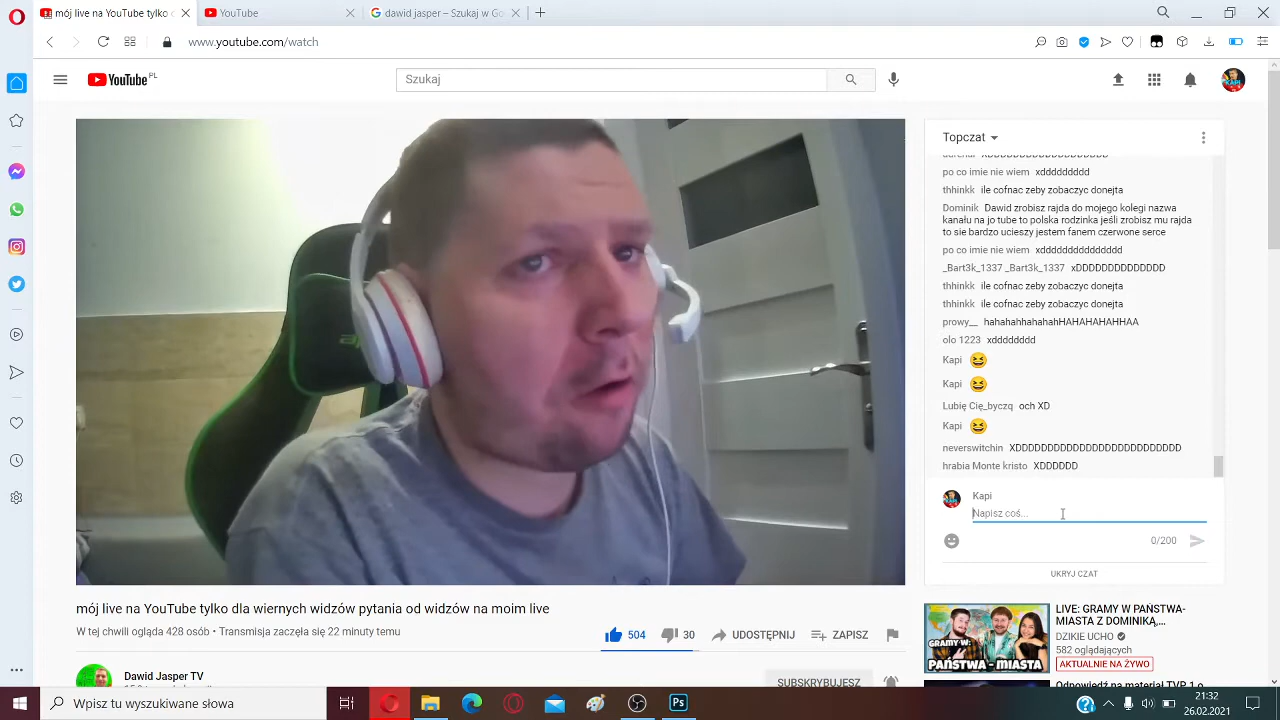 mój live na YouTube tylko d
YouTube
dawid jasper – Szukaj w Go
www.youtube.com/watch
YouTube PL
Szukaj
KAPI
Topczat
XDDDDDDDDDDDDDDDDDDDD
po co imie nie wiem xddddddddd
thhinkk ile cofnac zeby zobaczyc donejta
Dominik Dawid zrobisz rajda do mojego kolegi nazwa
kanału na jo tube to polska rodzinka jeśli zrobisz mu rajda
to sie bardzo ucieszy jestem fanem czerwone serce
po co imie nie wiem xddddddddddddddd
_Bart3k_1337 _Bart3k_1337 xDDDDDDDDDDDDDD
thhinkk ile cofnac zeby zobaczyc donejta
thhinkk ile cofnac zeby zobaczyc donejta
prowy__ hahahahhahahahHAHAHAHAHHAA
olo 1223 xdddddddd
Kapi
Kapi
Lubię Cię_byczq och XD
Kapi
neverswitchin XDDDDDDDDDDDDDDDDDDDDDDDDDD
hrabia Monte kristo XDDDDDD
Kapi
Napisz coś...
0/200
UKRYJ CZAT
mój live na YouTube tylko dla wiernych widzów pytania od widzów na moim live
W tej chwili ogląda 428 osób • Transmisja zaczęła się 22 minuty temu
504
30
UDOSTĘPNIJ
ZAPISZ
Dawid Jasper TV
SUBSKRYBUJESZ
GRAMY W:
PAŃSTWA - MIASTA
LIVE: GRAMY W PAŃSTWA-
MIASTA Z DOMINIKĄ,...
DZIKIE UCHO
582 oglądających
AKTUALNIE NA ŻYWO
Odpowiedź na materiał TVP 1 o
Wpisz tu wyszukiwane słowa
Ps
21:32
26.02.2021